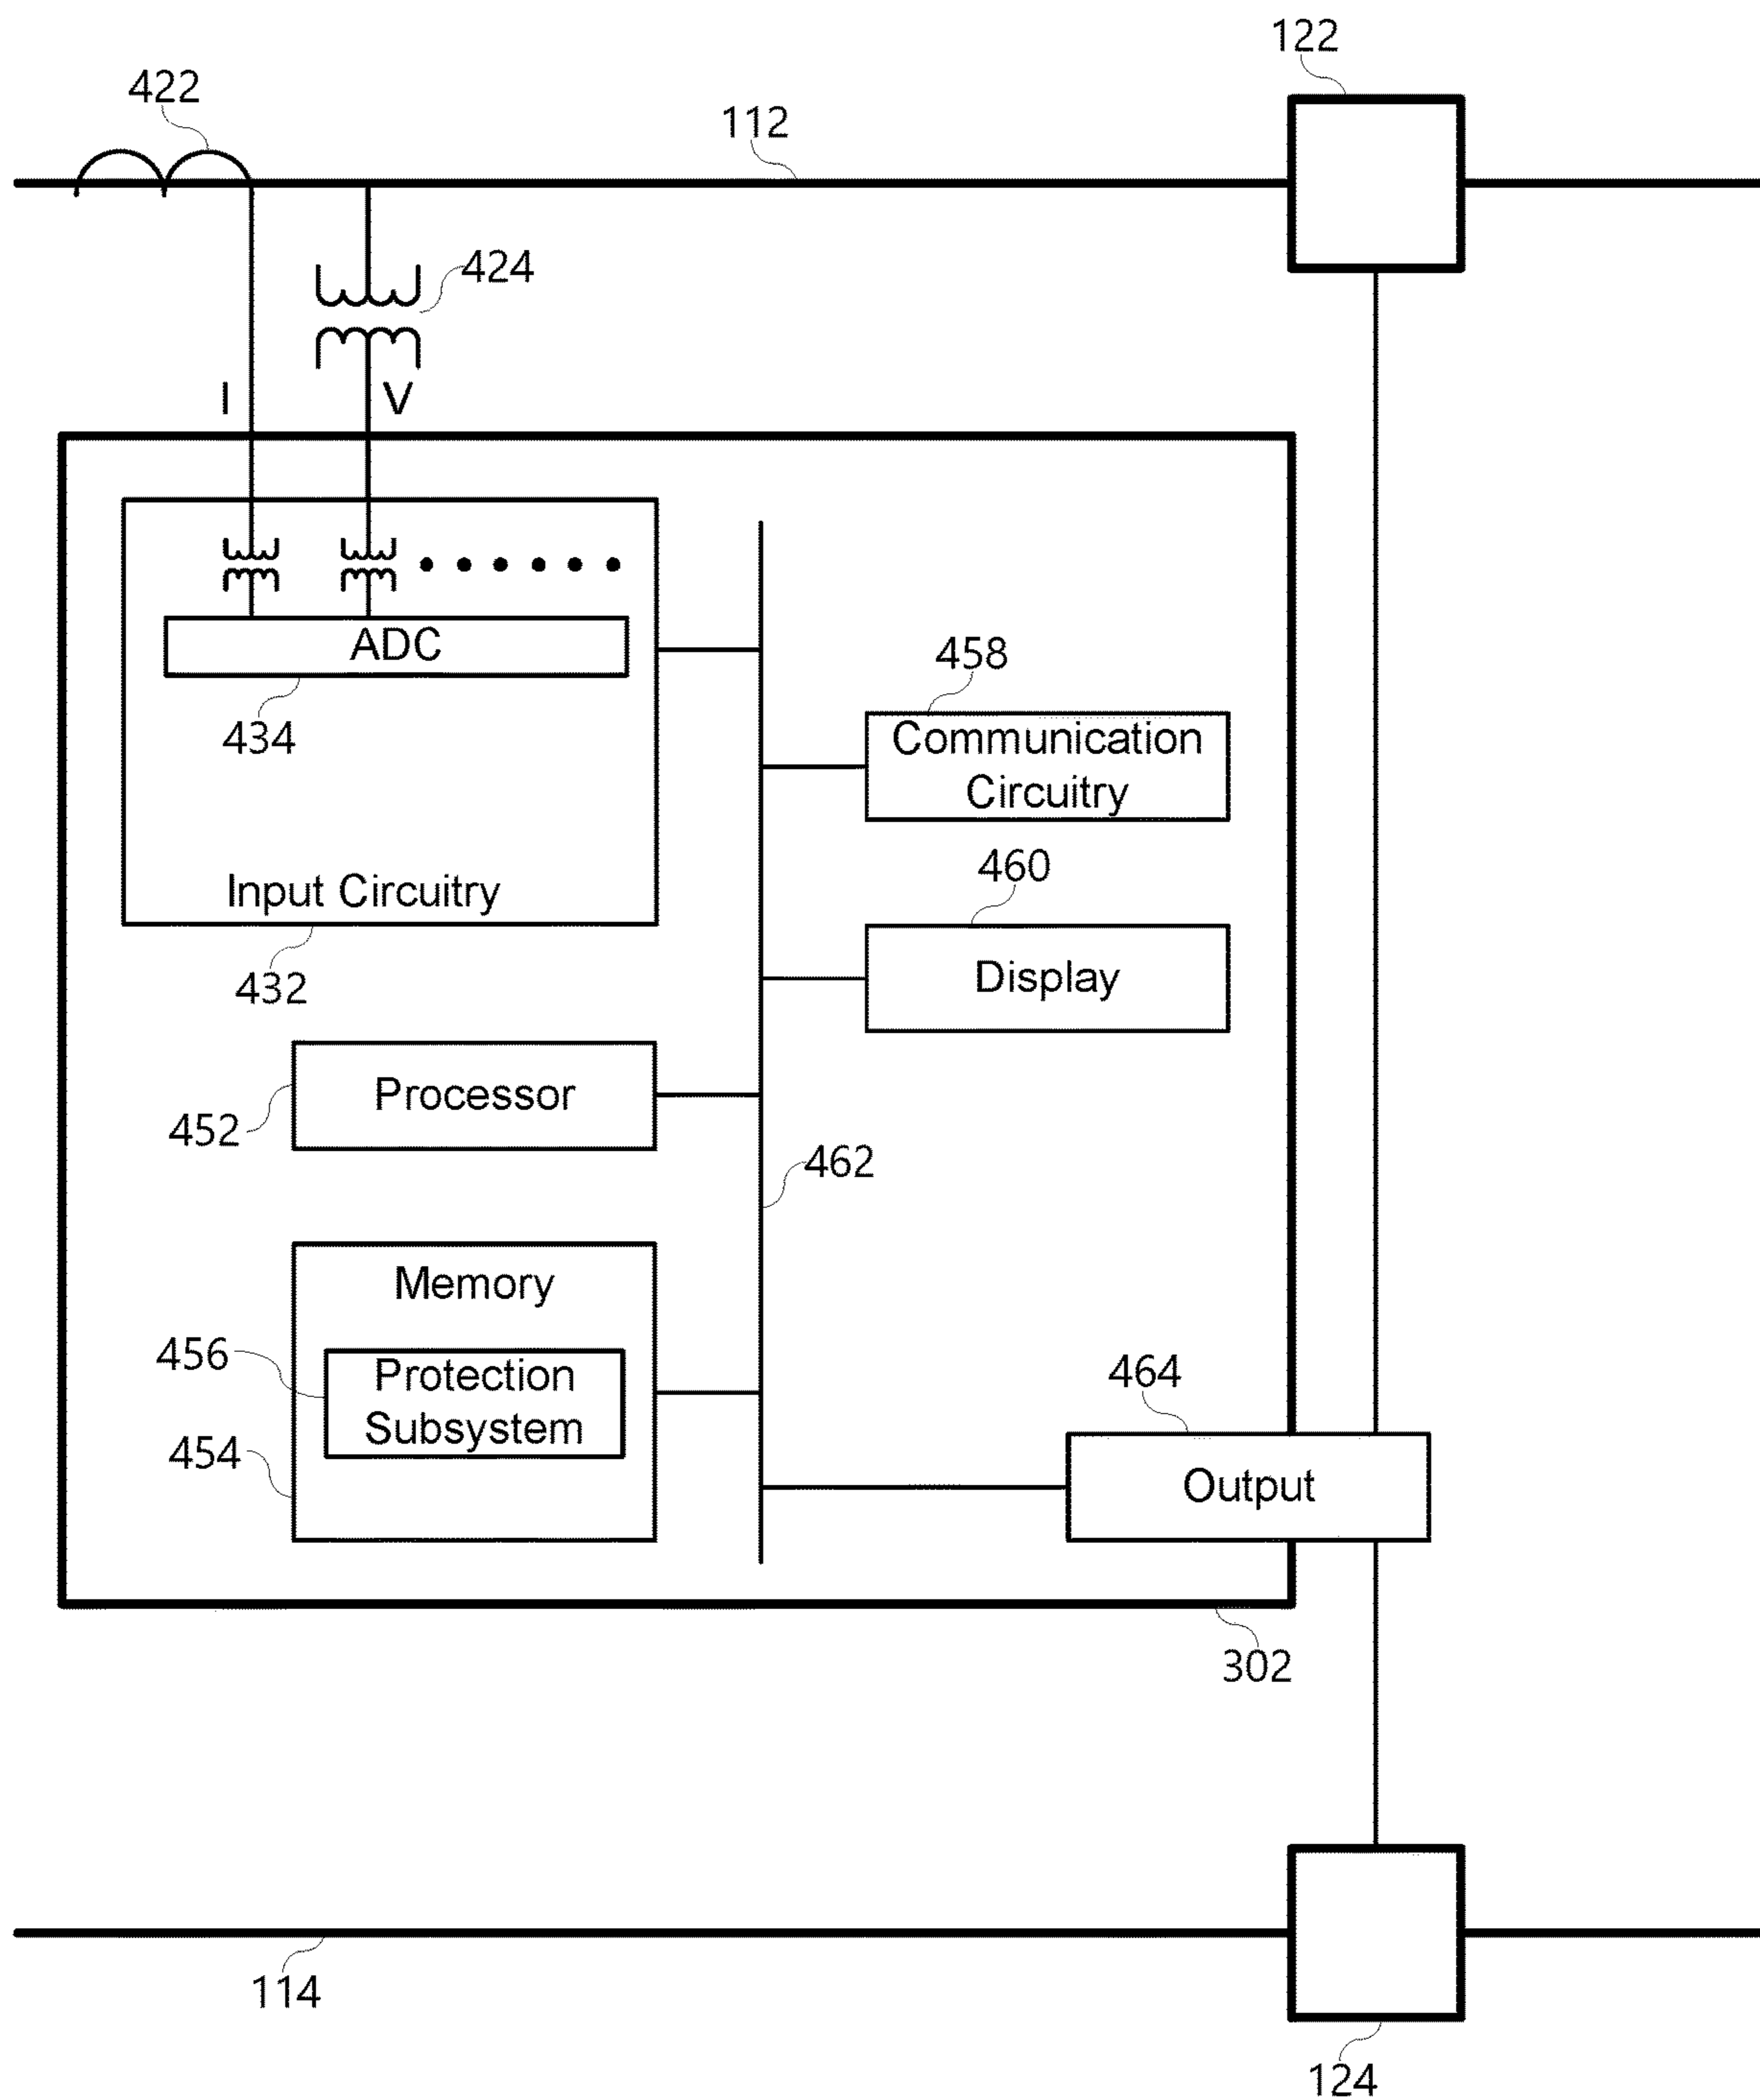 122
422
112
424
I
V
ADC
434
458
Communication
Circuitry
Input Circuitry
460
432
Display
Processor
452
462
Memory
456
Protection
Subsystem
464
454
Output
302
114
124